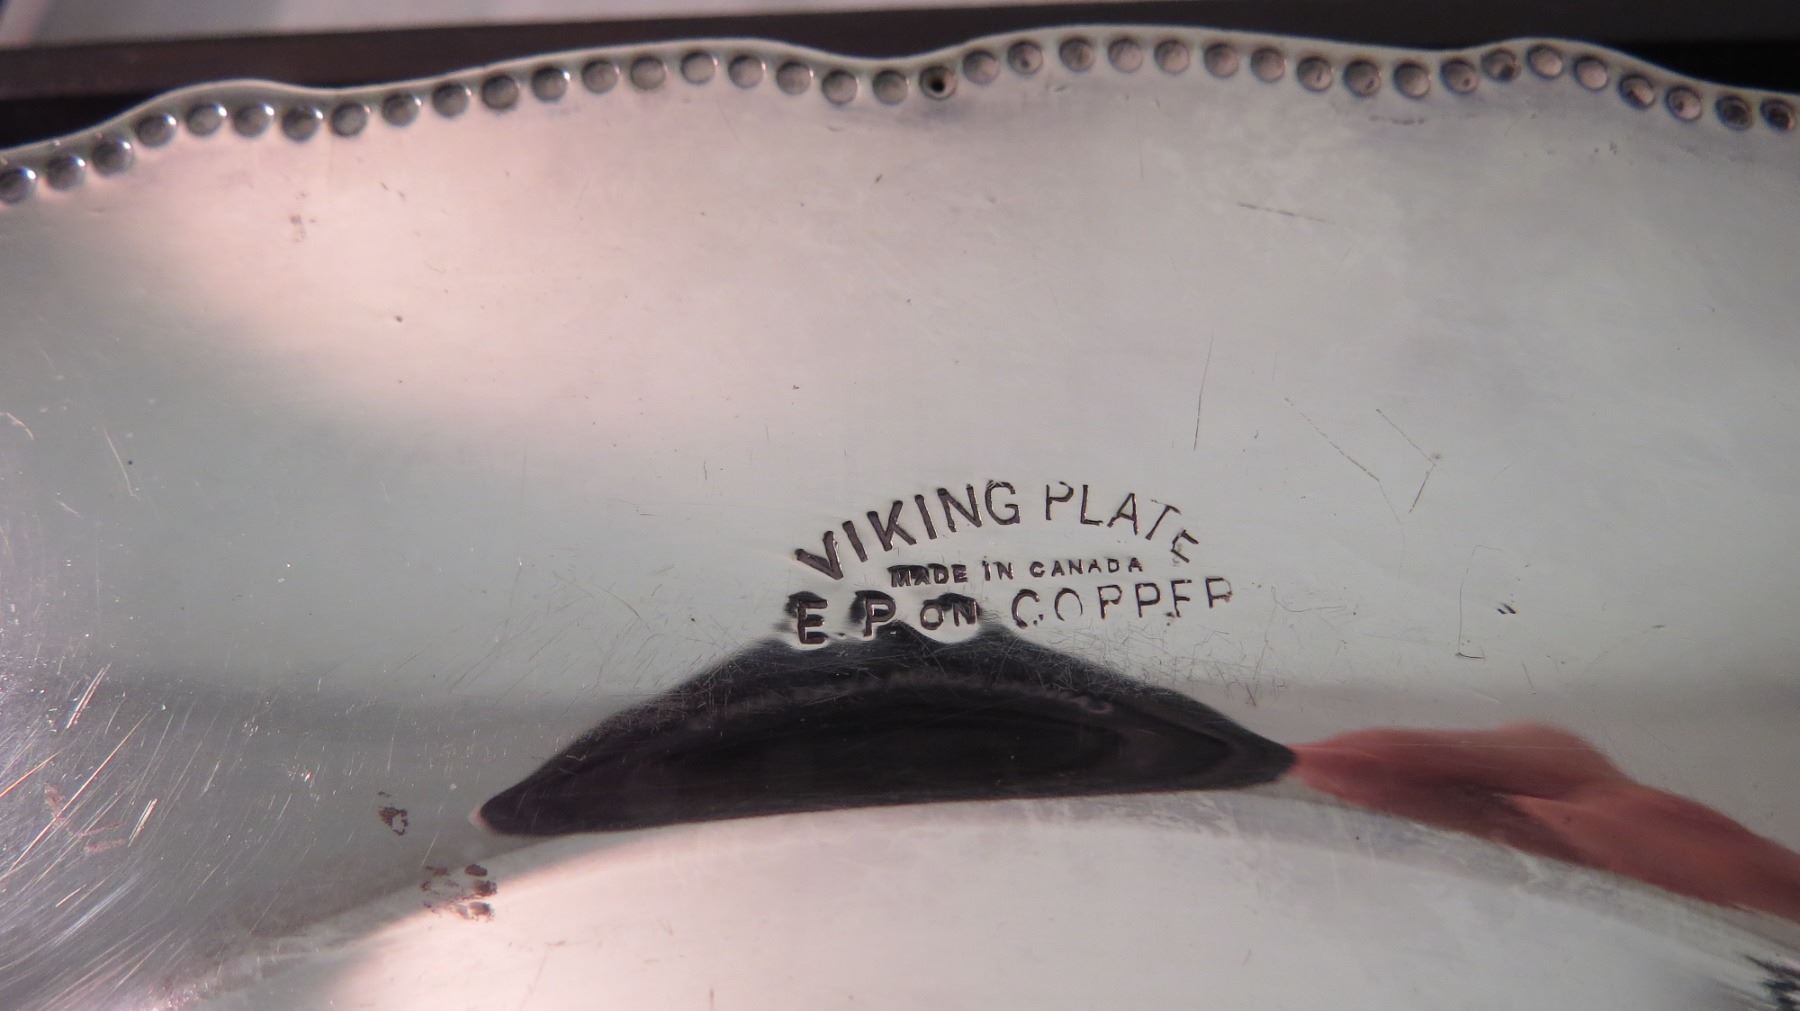 VIKING PLATE
MADE IN CANADA
E.P. ON COPPER